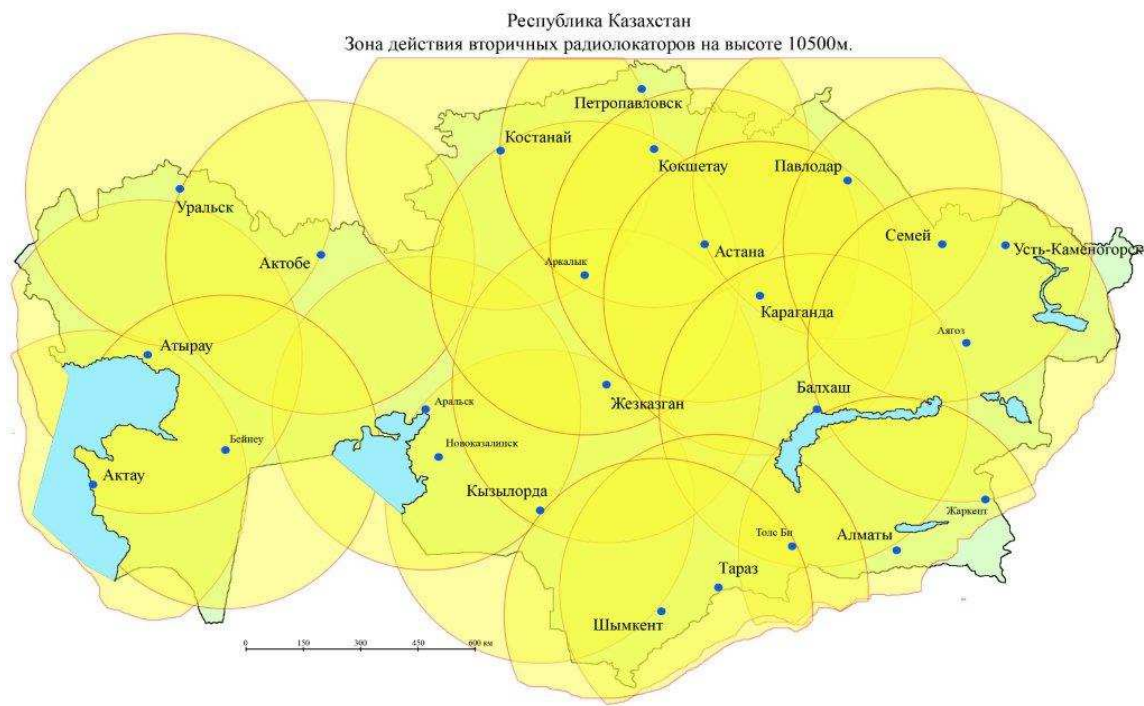 Республика Казахстан
Зона действия вторичных радиолокаторов на высоте 10500м.
Петропавловск
Костанай
Кокшетау
Павлодар
Уральск
Астана
Семей
Усть-Каменогорск
Актобе
Аркалык
Караганда
Аягоз
Атырау
Жезказган
Балхаш
Аральск
Бейнеу
Новоказалинск
Актау
Кызылорда
Жаркент
Толе Би
Алматы
Тараз
Шымкент
0 150 300 450 600 км